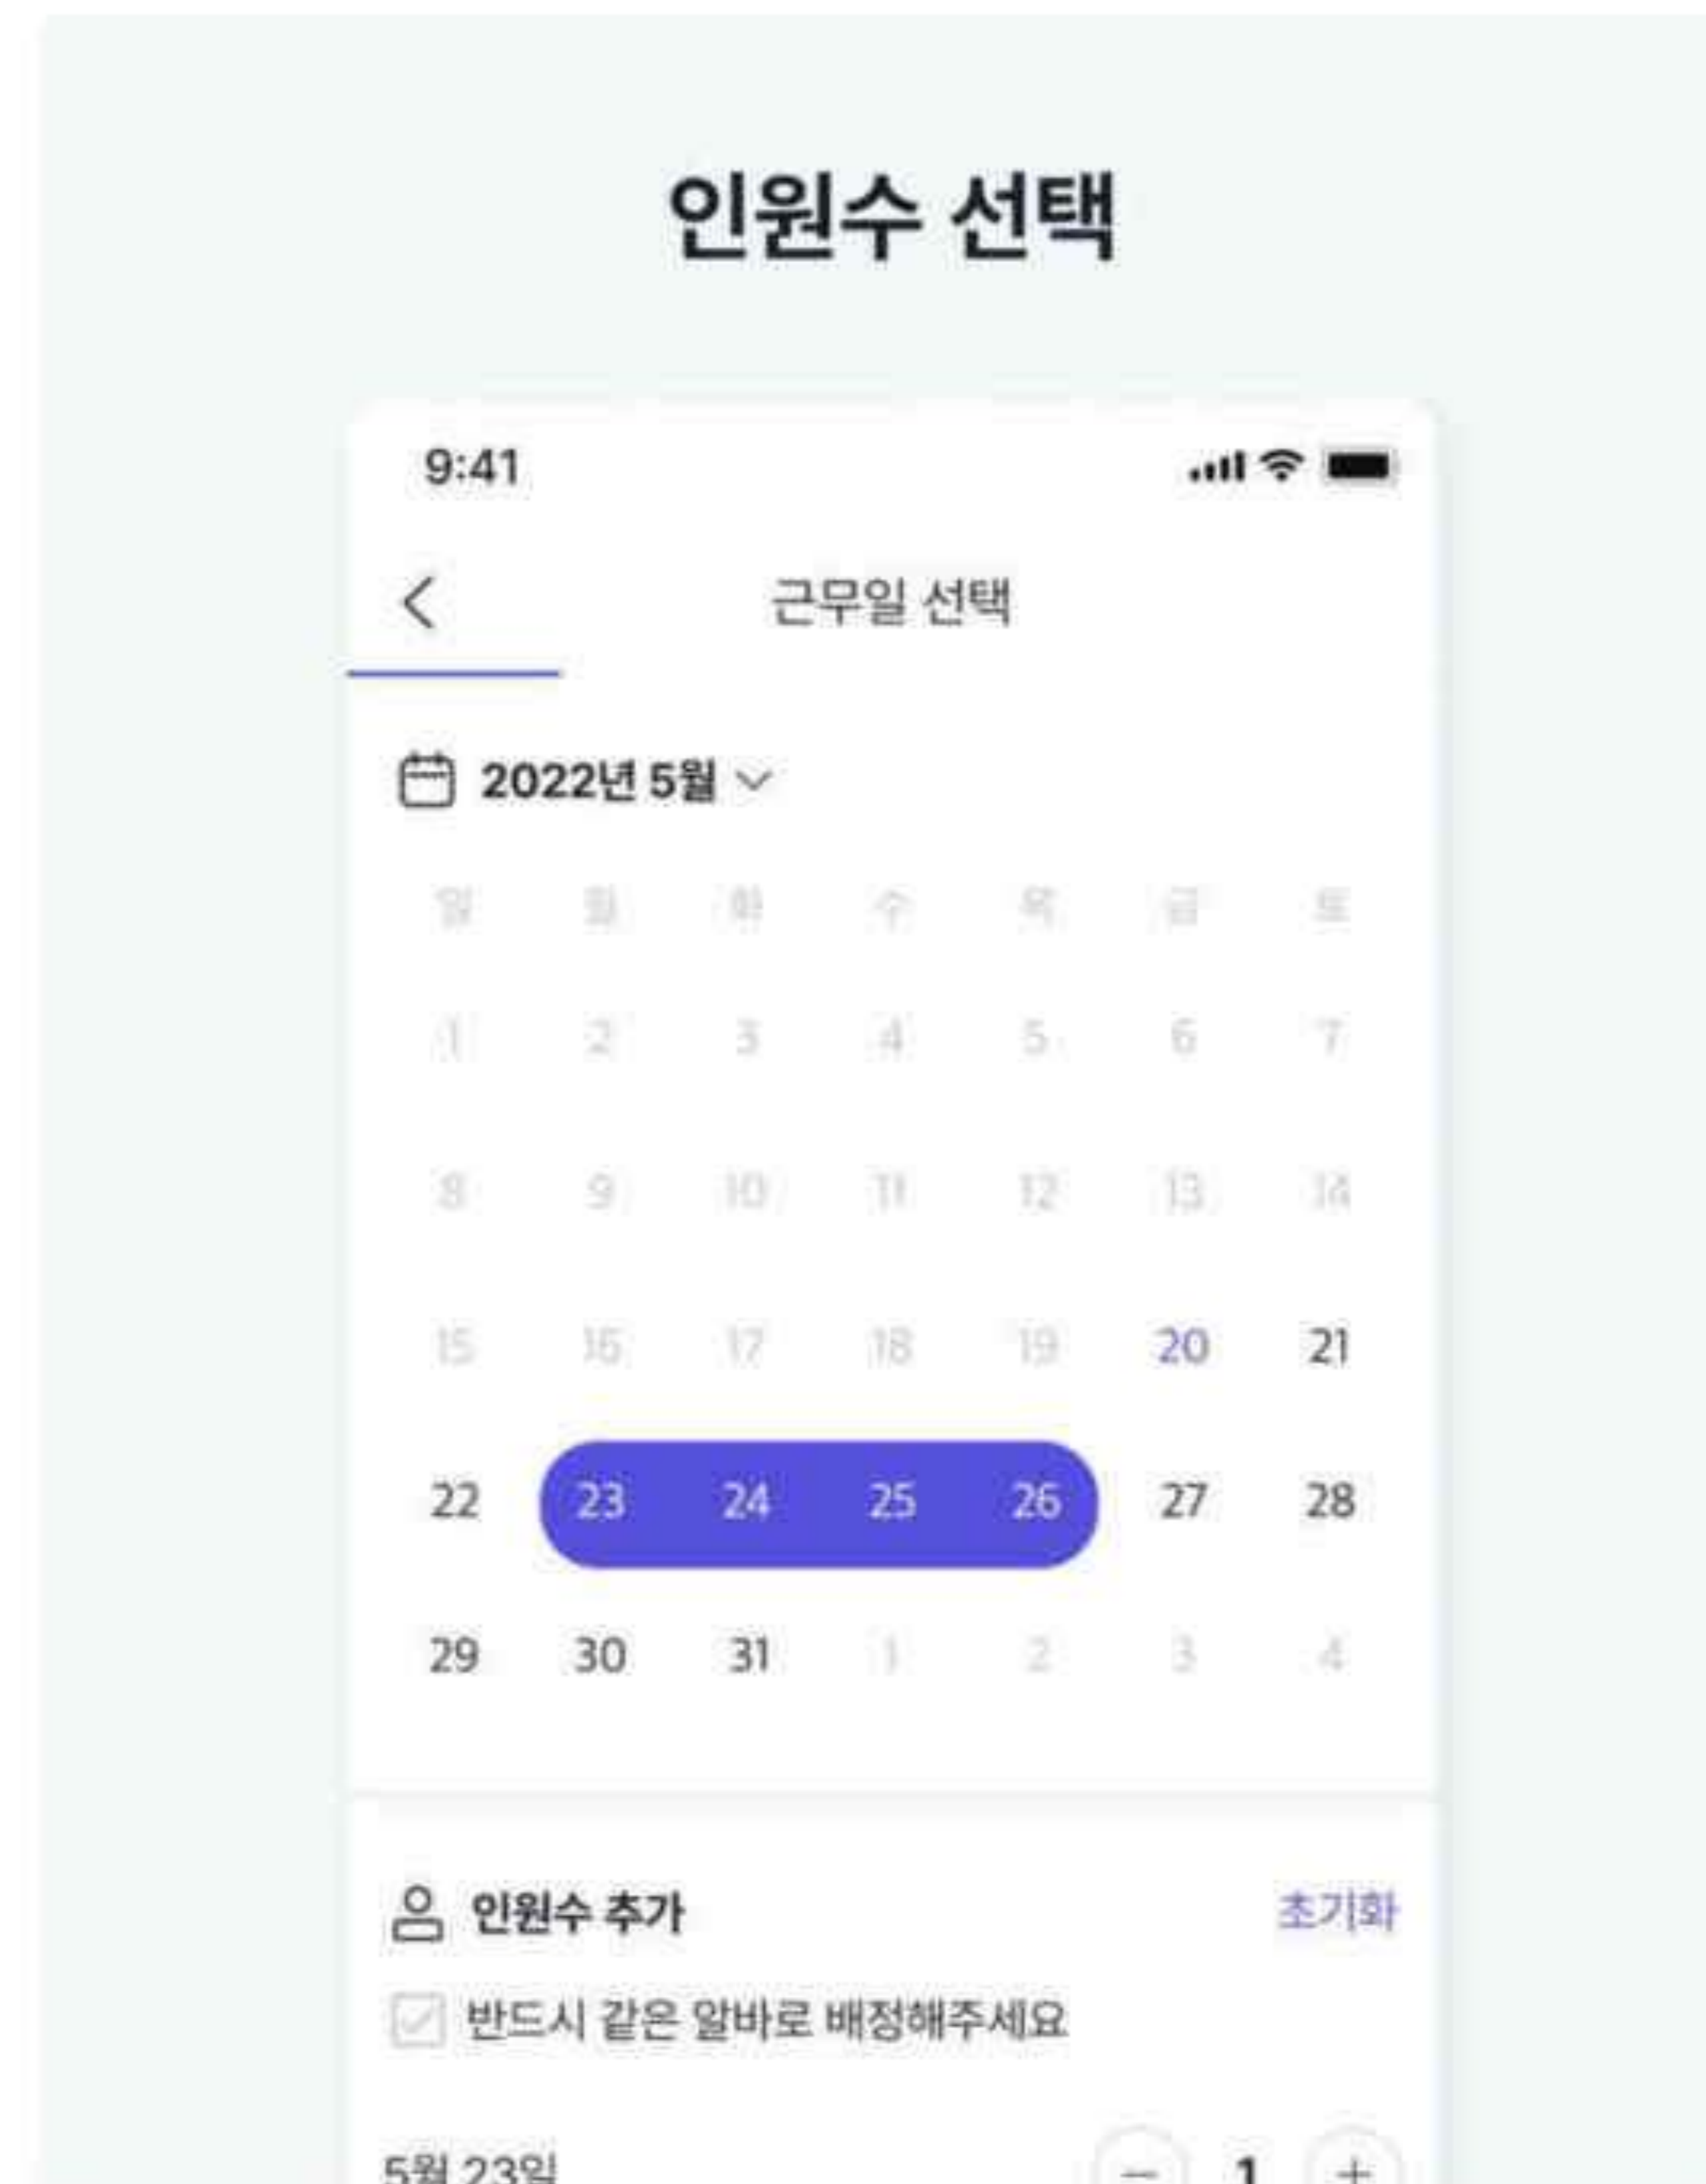 인원수 선택
9:41
근무일 선택
2022년 5월
일 월 화 수 목 금 토
1 2 3 4 5 6 7
8 9 10 11 12 13 14
15 16 17 18 19 20 21
22 23 24 25 26 27 28
29 30 31 1 2 3 4
인원수 추가 초기화
반드시 같은 알바로 배정해주세요
5월 23일 − 1 +